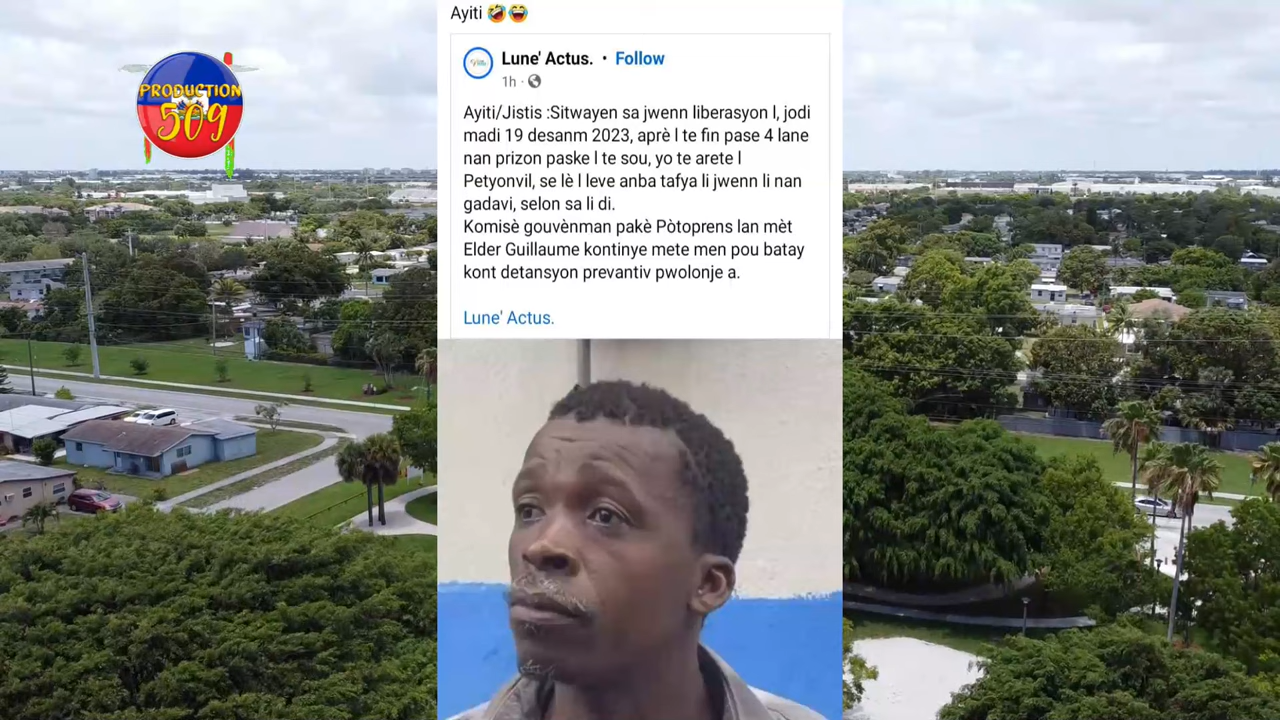 Ayiti 🤣😂
PRODUCTION
509
Lune' Actus. • Follow
1h ·
Ayiti/Jistis :Sitwayen sa jwenn liberasyon l, jodi
madi 19 desanm 2023, aprè l te fin pase 4 lane
nan prizon paske l te sou, yo te arete l
Petyonvil, se lè l leve anba tafya li jwenn li nan
gadavi, selon sa li di.
Komisè gouvènman pakè Pòtoprens lan mèt
Elder Guillaume kontinye mete men pou batay
kont detansyon prevantiv pwolonje a.
Lune' Actus.